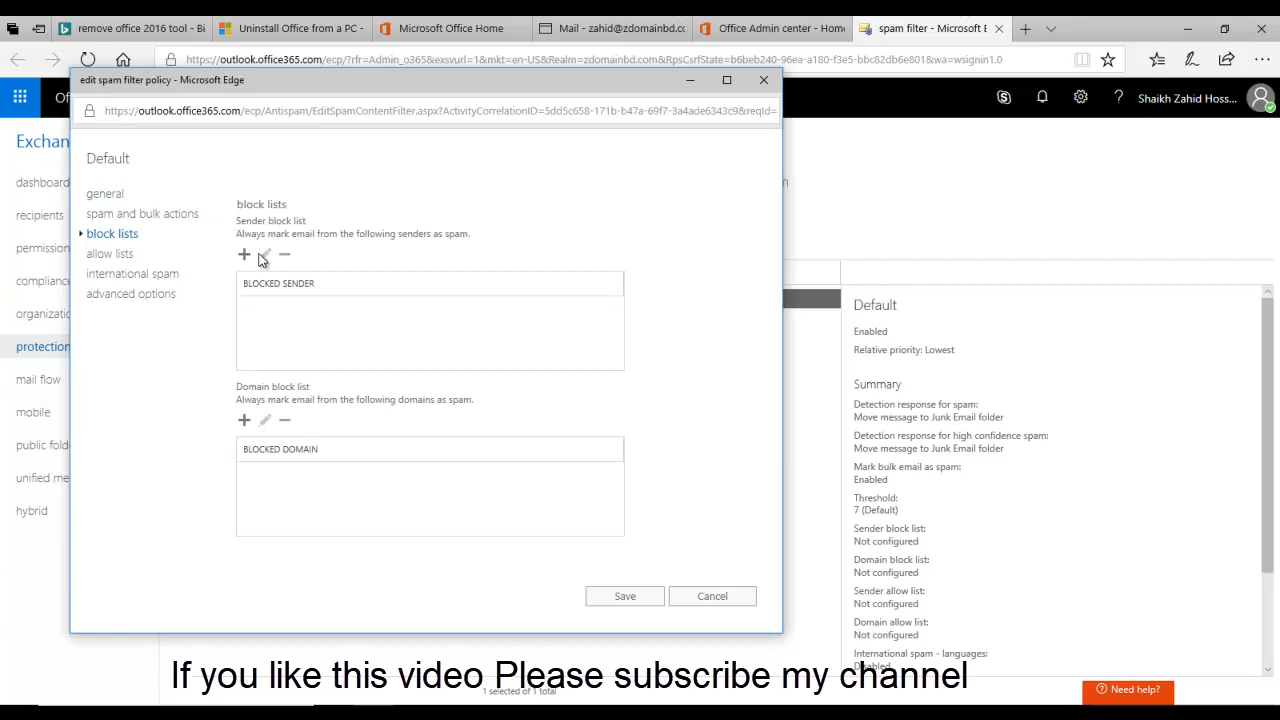 remove office 2016 tool - Bi
Uninstall Office from a PC -
Microsoft Office Home
Mail - zahid@zdomainbd.cc
Office Admin center - Home
spam filter - Microsoft E
https://outlook.office365.com/ecp/?rfr=Admin_o365&exsvurl=1&mkt=en-US&Realm=zdomainbd.com&RpsCsrfState=b6beb240-96ea-a180-f3e5-bbc82db6e801&wa=wsignin1.0
edit spam filter policy - Microsoft Edge
https://outlook.office365.com/ecp/Antispam/EditSpamContentFilter.aspx?ActivityCorrelationID=5dd5c658-171b-b47a-69f7-3a4ade6343c9&reqId=
Of
Shaikh Zahid Hoss...
Exchan
dashboard
recipients
permission
compliance
organizatio
protection
mail flow
mobile
public fold
unified me
hybrid
Default
general
spam and bulk actions
block lists
allow lists
international spam
advanced options
block lists
Sender block list
Always mark email from the following senders as spam.
BLOCKED SENDER
Domain block list
Always mark email from the following domains as spam.
BLOCKED DOMAIN
Save
Cancel
Default
Enabled
Relative priority: Lowest
Summary
Detection response for spam:
Move message to Junk Email folder
Detection response for high confidence spam:
Move message to Junk Email folder
Mark bulk email as spam:
Enabled
Threshold:
7 (Default)
Sender block list:
Not configured
Domain block list:
Not configured
Sender allow list:
Not configured
Domain allow list:
Not configured
International spam - languages:
Disabled
If you like this video Please subscribe my channel
1 selected of 1 total
Need help?